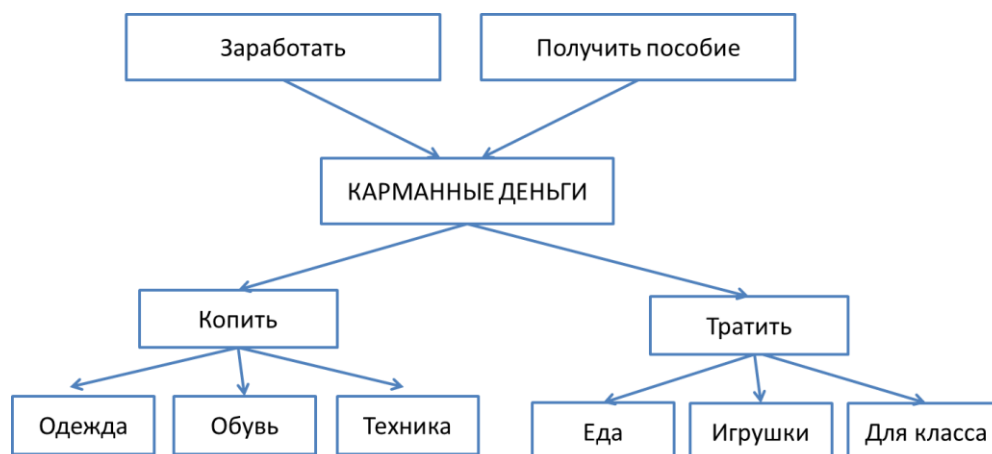 Заработать
Получить пособие
КАРМАННЫЕ ДЕНЬГИ
Копить
Тратить
Одежда
Обувь
Техника
Еда
Игрушки
Для класса